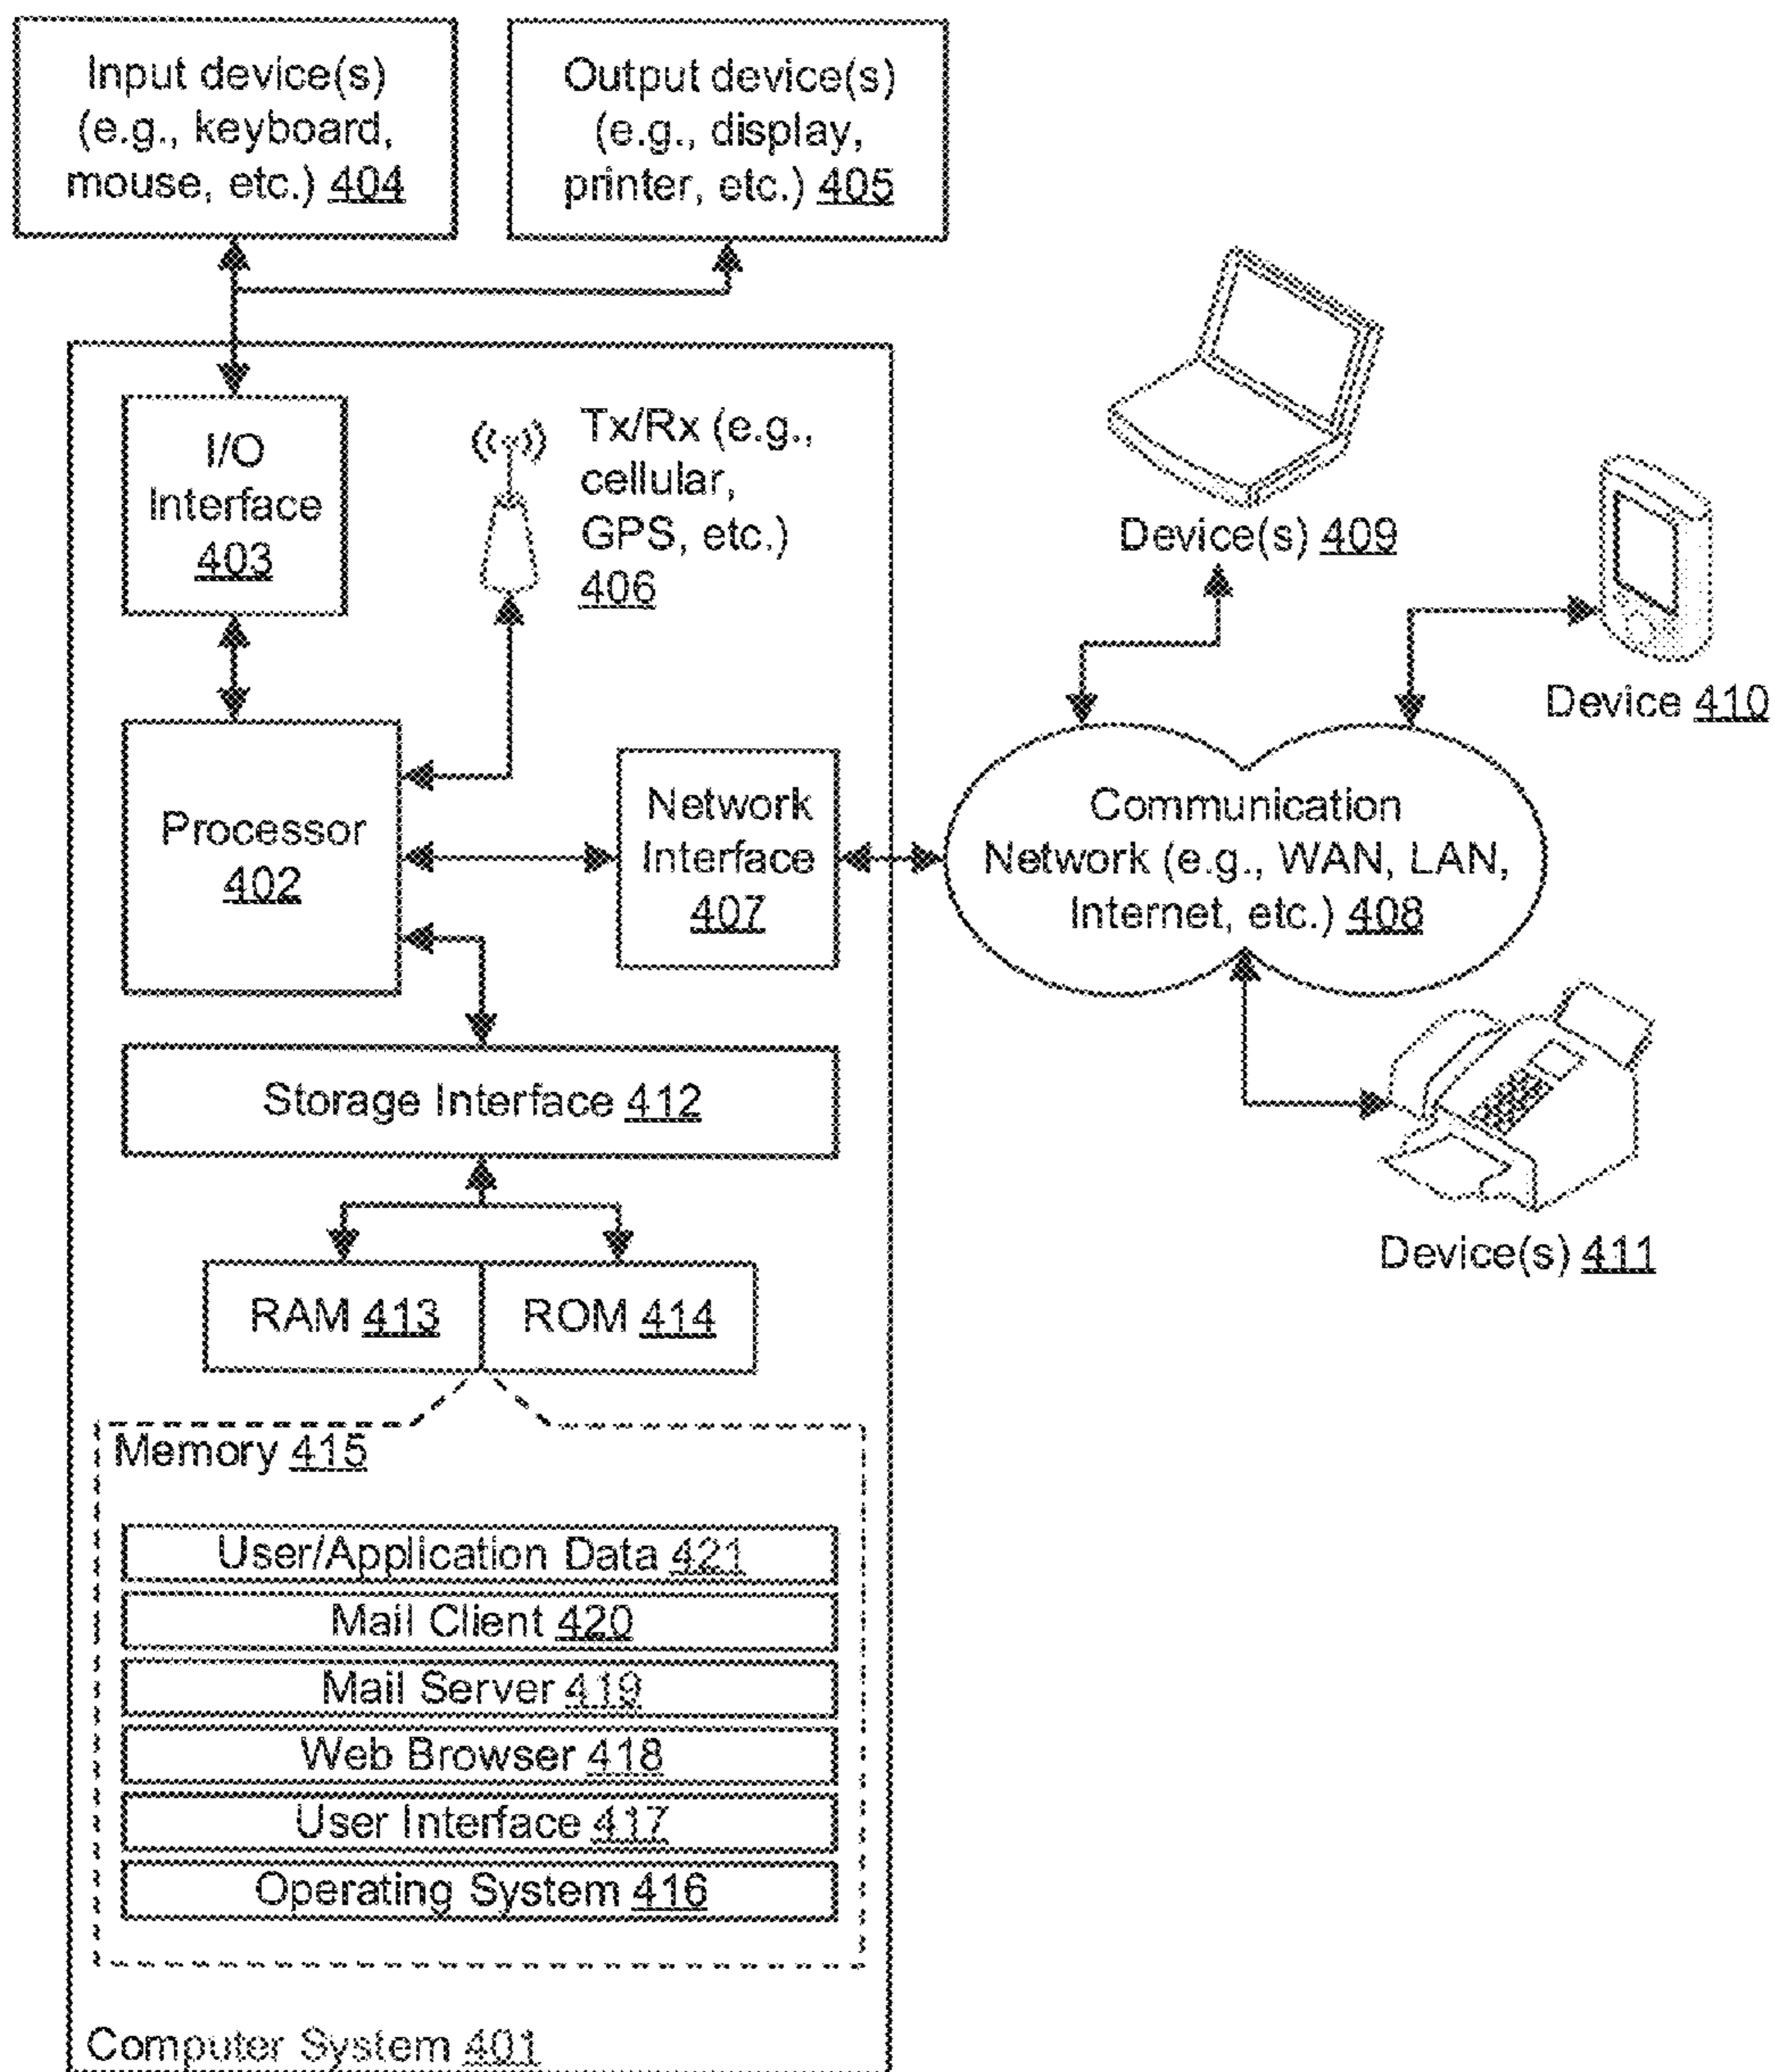 Input device(s)
(e.g., keyboard,
mouse, etc.) 404
Output device(s)
(e.g., display,
printer, etc.) 405
I/O
Interface
403
Tx/Rx (e.g.,
cellular,
GPS, etc.)
406
Device(s) 409
Device 410
Processor
402
Network
Interface
407
Communication
Network (e.g., WAN, LAN,
Internet, etc.) 408
Storage Interface 412
Device(s) 411
RAM 413
ROM 414
Memory 415
User/Application Data 421
Mail Client 420
Mail Server 419
Web Browser 418
User Interface 417
Operating System 416
Computer System 401